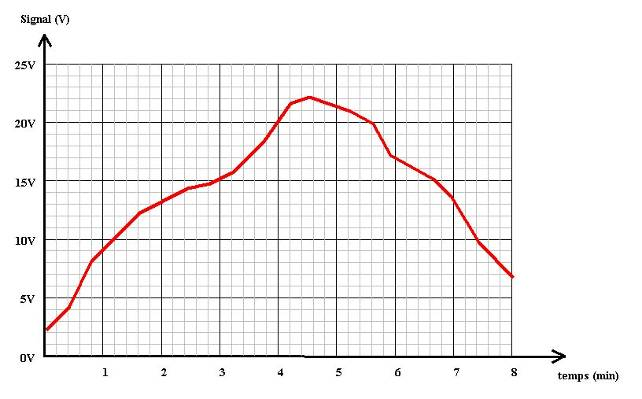 Signal (V)
25V
20V
15V
10V
5V
0V
1 2 3 4 5 6 7 8
temps (min)